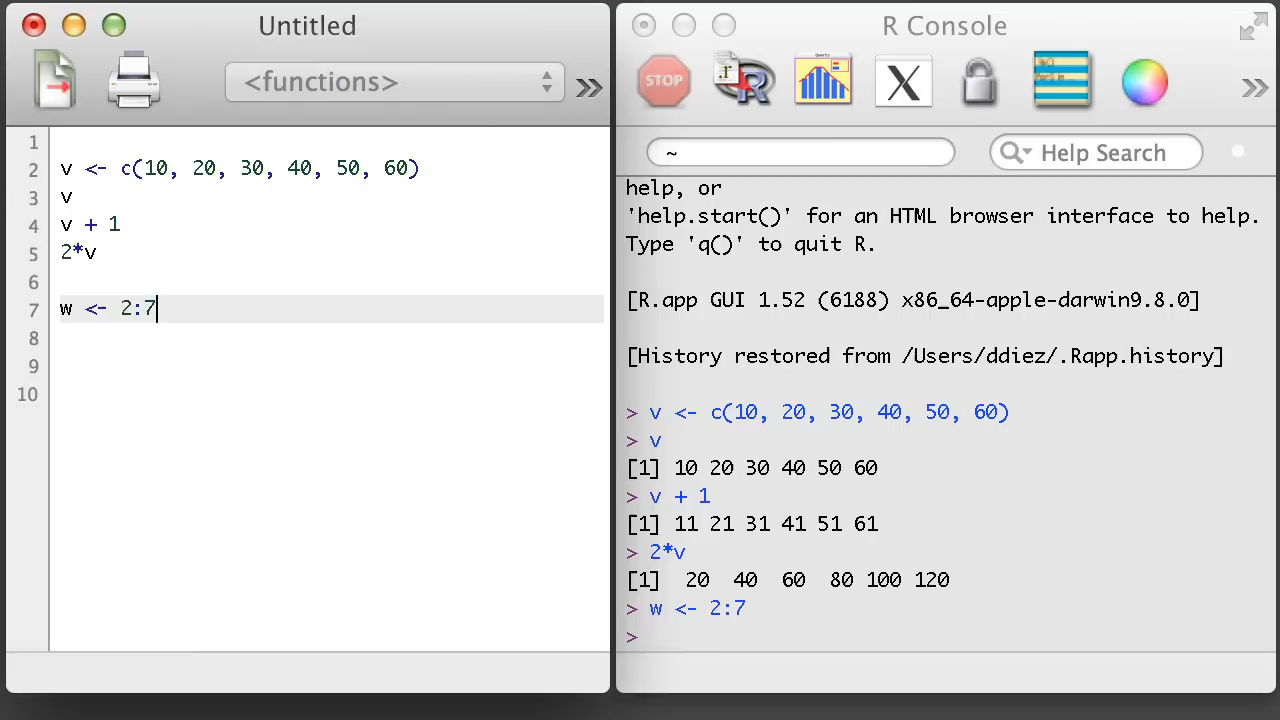 Untitled
<functions>
1
2 v <- c(10, 20, 30, 40, 50, 60)
3 v
4 v + 1
5 2*v
6
7 w <- 2:7
8
9
10
R Console
STOP
~
Help Search
help, or
'help.start()' for an HTML browser interface to help.
Type 'q()' to quit R.
[R.app GUI 1.52 (6188) x86_64-apple-darwin9.8.0]
[History restored from /Users/ddiez/.Rapp.history]
> v <- c(10, 20, 30, 40, 50, 60)
> v
[1] 10 20 30 40 50 60
> v + 1
[1] 11 21 31 41 51 61
> 2*v
[1]  20  40  60  80 100 120
> w <- 2:7
>